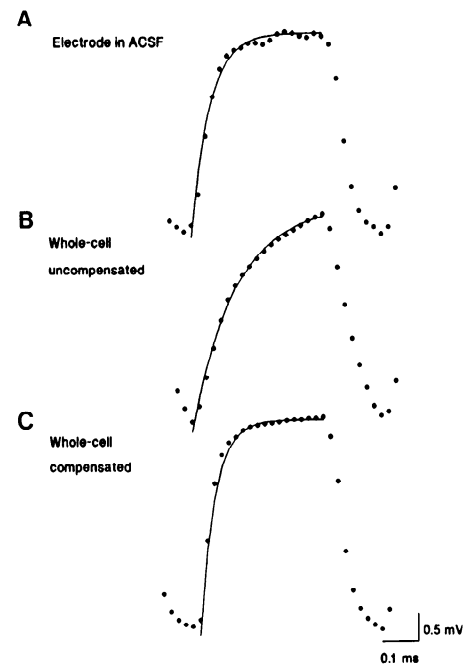 A
Electrode in ACSF
B
Whole-cell
uncompensated
C
Whole-cell
compensated
0.5 mV
0.1 ms